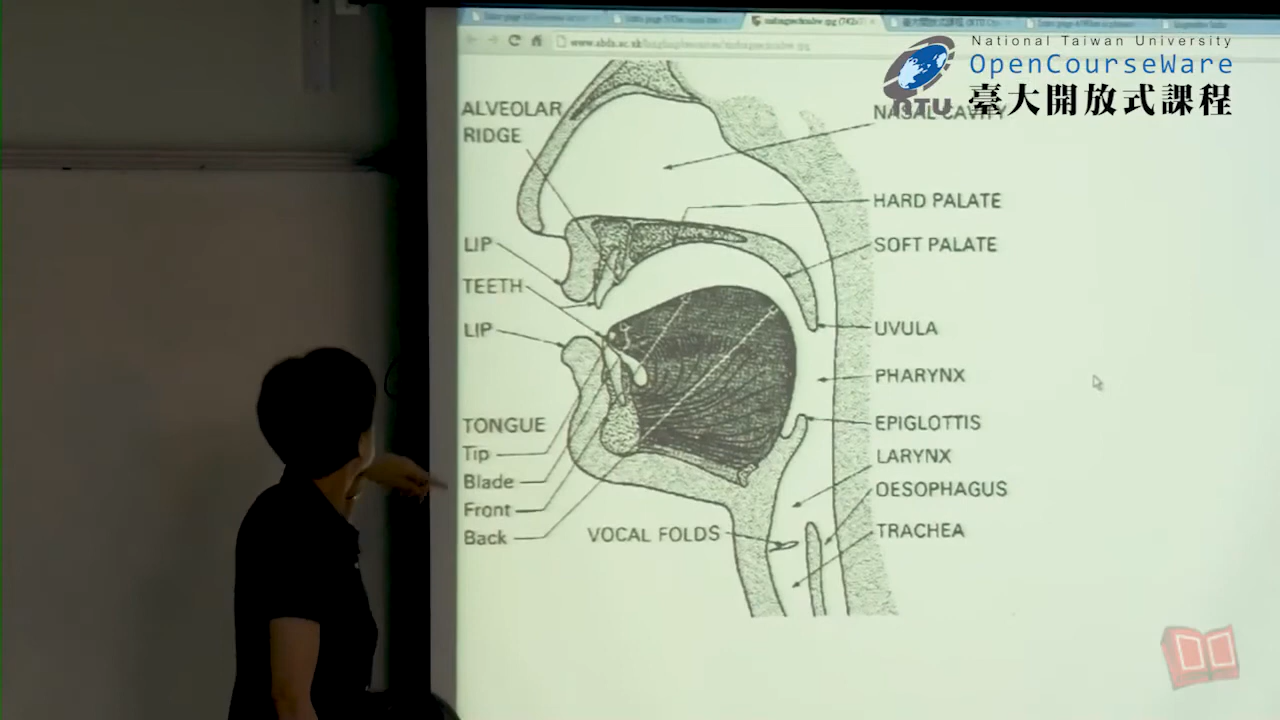 National Taiwan University
OpenCourseWare
臺大開放式課程
NTU
ALVEOLAR
RIDGE
NASAL CAVITY
HARD PALATE
LIP
SOFT PALATE
TEETH
LIP
UVULA
PHARYNX
TONGUE
EPIGLOTTIS
Tip
LARYNX
Blade
OESOPHAGUS
Front
VOCAL FOLDS
TRACHEA
Back